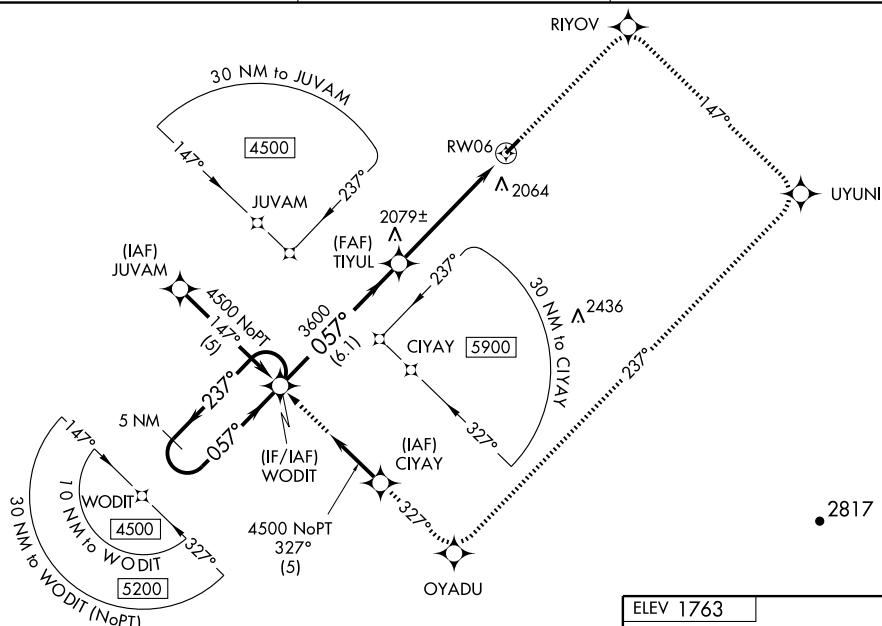 RIYOV
30 NM to JUVAM
4500
147°
237°
JUVAM
RW06
2064
147°
UYUNI
2079±
(FAF)
TIYUL
(IAF)
JUVAM
4500 NoPT
147°
(5)
3600
057°
(6.1)
237°
30 NM to CIYAY
2436
CIYAY
5900
327°
237°
237°
057°
5 NM
(IF/IAF)
WODIT
(IAF)
CIYAY
4500 NoPT
327°
(5)
327°
OYADU
147°
WODIT
4500
10 NM to WODIT
327°
5200
30 NM to WODIT (NoPT)
2817
ELEV 1763